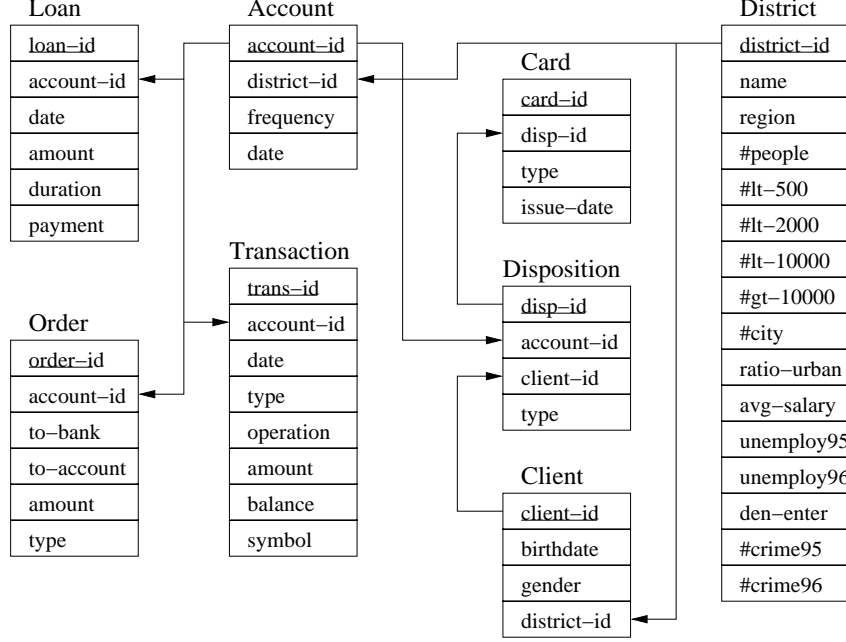 Loan
loan–id
account–id
date
amount
duration
payment
Account
account–id
district–id
frequency
date
Card
card–id
disp–id
type
issue–date
District
district–id
name
region
#people
#lt–500
#lt–2000
#lt–10000
#gt–10000
#city
ratio–urban
avg–salary
unemploy95
unemploy96
den–enter
#crime95
#crime96
Order
order–id
account–id
to–bank
to–account
amount
type
Transaction
trans–id
account–id
date
type
operation
amount
balance
symbol
Disposition
disp–id
account–id
client–id
type
Client
client–id
birthdate
gender
district–id